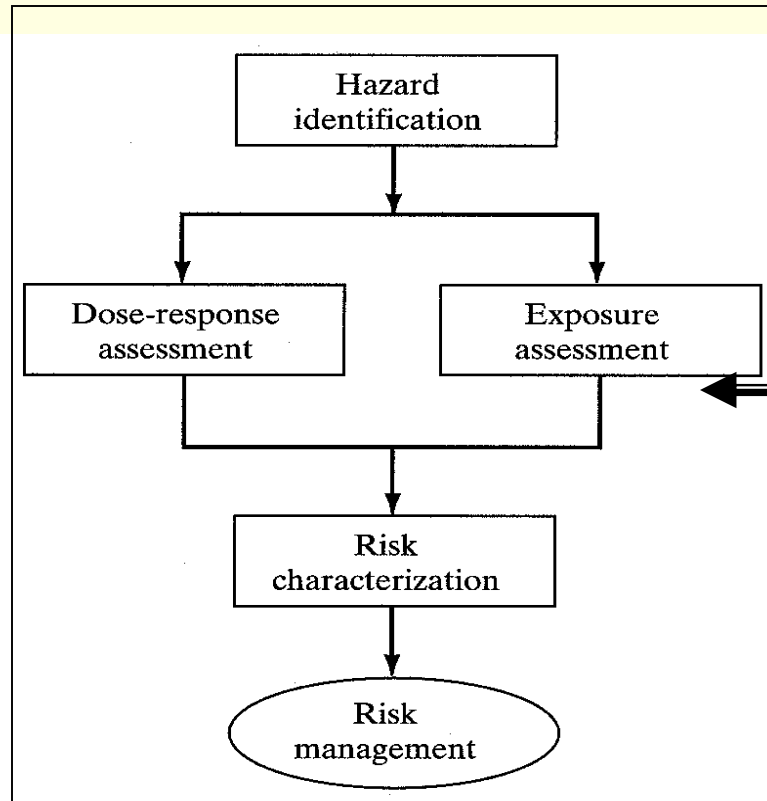 Hazard
identification
Dose-response
assessment
Exposure
assessment
Risk
characterization
Risk
management